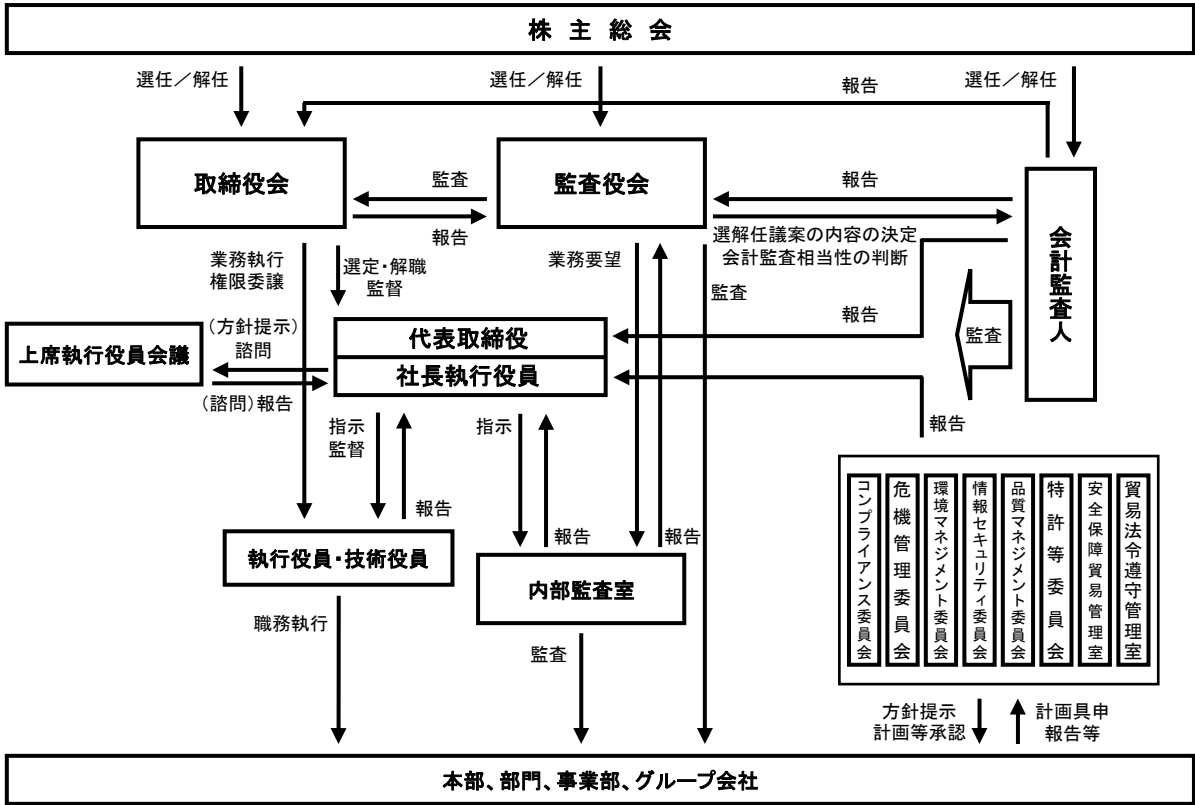 株 主 総 会
選任／解任
選任／解任
報告
選任／解任
取締役会
監査
報告
監査役会
報告
選解任議案の内容の決定
会計監査相当性の判断
会計監査人
業務執行
権限委譲
選定・解職
監督
業務要望
監査
報告
監査
上席執行役員会議
(方針提示)
諮問
(諮問)報告
代表取締役
社長執行役員
指示
監督
報告
指示
報告
報告
報告
執行役員・技術役員
内部監査室
コンプライアンス委員会
危機管理委員会
環境マネジメント委員会
情報セキュリティ委員会
品質マネジメント委員会
特許等委員会
安全保障貿易管理室
貿易法令遵守管理室
職務執行
監査
方針提示
計画等承認
計画具申
報告等
本部、部門、事業部、グループ会社